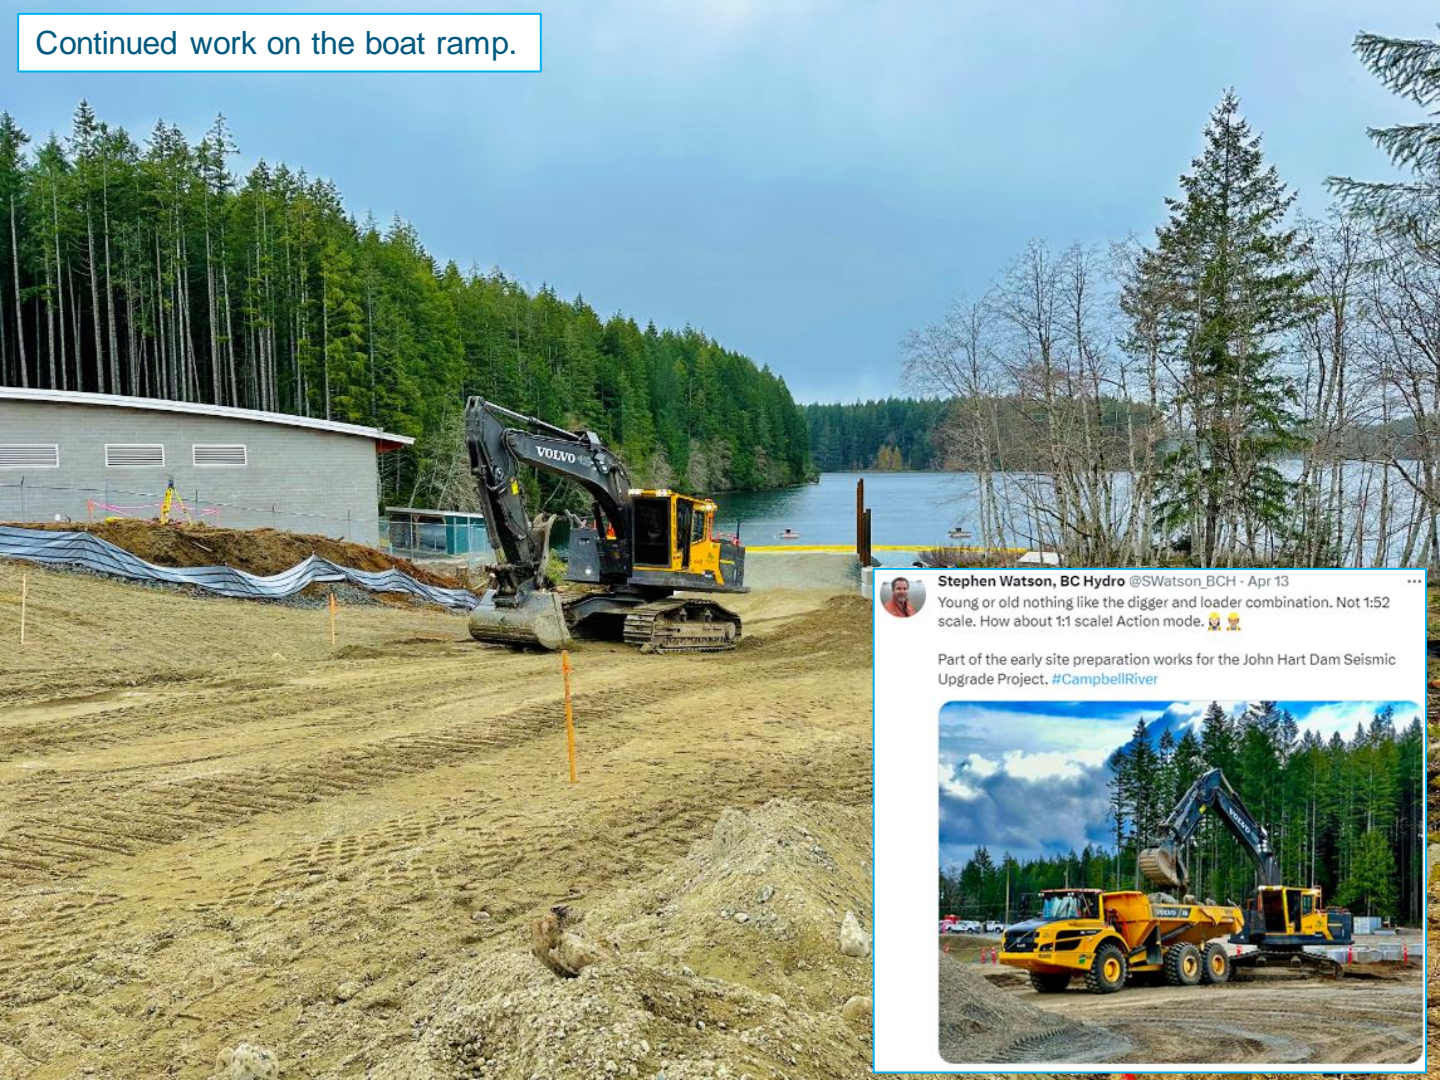 Continued work on the boat ramp.
VOLVO
Stephen Watson, BC Hydro @SWatson_BCH · Apr 13
Young or old nothing like the digger and loader combination. Not 1:52
scale. How about 1:1 scale! Action mode.
Part of the early site preparation works for the John Hart Dam Seismic
Upgrade Project. #CampbellRiver
VOLVO
VOLVO